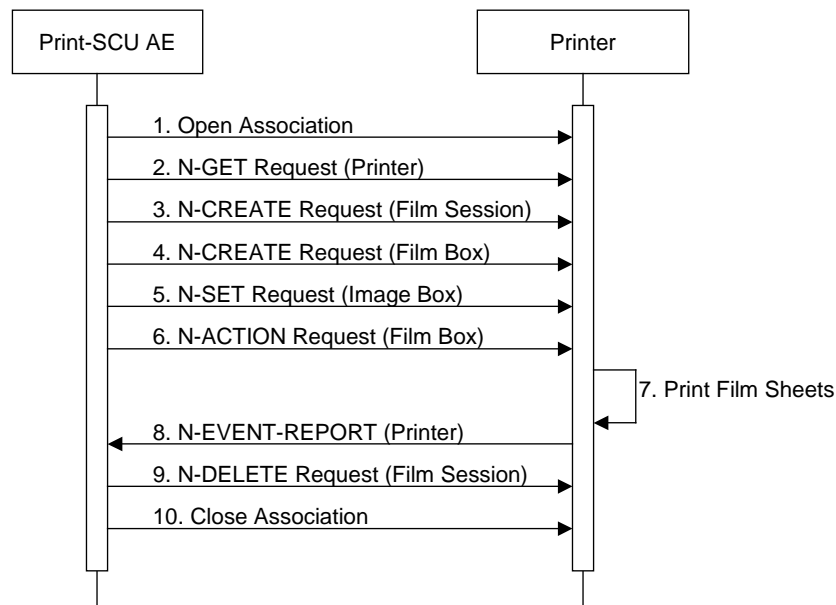 Print-SCU AE
Printer
1. Open Association
2. N-GET Request (Printer)
3. N-CREATE Request (Film Session)
4. N-CREATE Request (Film Box)
5. N-SET Request (Image Box)
6. N-ACTION Request (Film Box)
7. Print Film Sheets
8. N-EVENT-REPORT (Printer)
9. N-DELETE Request (Film Session)
10. Close Association